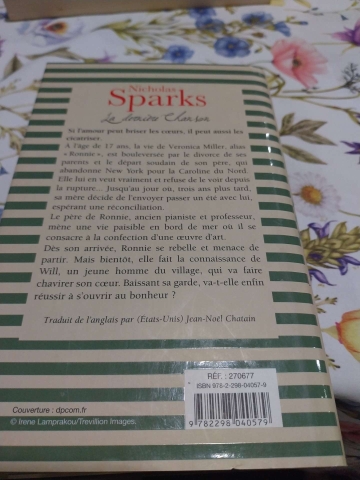 Nicholas
Sparks
La dernière Chanson
Si l'amour peut briser les cœurs, il peut aussi les
cicatriser.
A l'âge de 17 ans, la vie de Veronica Miller, alias
« Ronnie », est bouleversée par le divorce de ses
parents et le départ soudain de son père, qui
abandonne New York pour la Caroline du Nord.
Elle lui en veut vraiment et refuse de le voir depuis
la rupture... Jusqu'au jour où, trois ans plus tard,
sa mère décide de l'envoyer passer un été avec lui,
espérant une réconciliation.
Le père de Ronnie, ancien pianiste et professeur,
mène une vie paisible en bord de mer où il se
consacre à la confection d'une œuvre d'art.
Dès son arrivée, Ronnie se rebelle et menace de
partir. Mais bientôt, elle fait la connaissance de
Will, un jeune homme du village, qui va faire
chavirer son cœur. Baissant sa garde, va-t-elle enfin
réussir à s'ouvrir au bonheur ?
Traduit de l'anglais par (États-Unis) Jean-Noël Chatain
RÉF. : 270677
ISBN 978-2-298-04057-9
9 782298 040579
Couverture : dpcom.fr
© Irene Lamprakou/Trevillion Images.